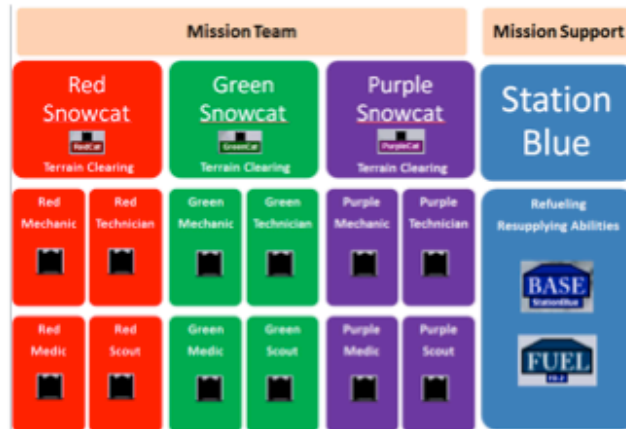 Mission Team
Mission Support
Red
Snowcat
RedCat
Terrain Clearing
Green
Snowcat
GreenCat
Terrain Clearing
Purple
Snowcat
PurpleCat
Terrain Clearing
Station
Blue
Red
Mechanic
Red
Technician
Green
Mechanic
Green
Technician
Purple
Mechanic
Purple
Technician
Refueling
Resupplying Abilities
BASE
StationBlue
FUEL
Red
Medic
Red
Scout
Green
Medic
Green
Scout
Purple
Medic
Purple
Scout